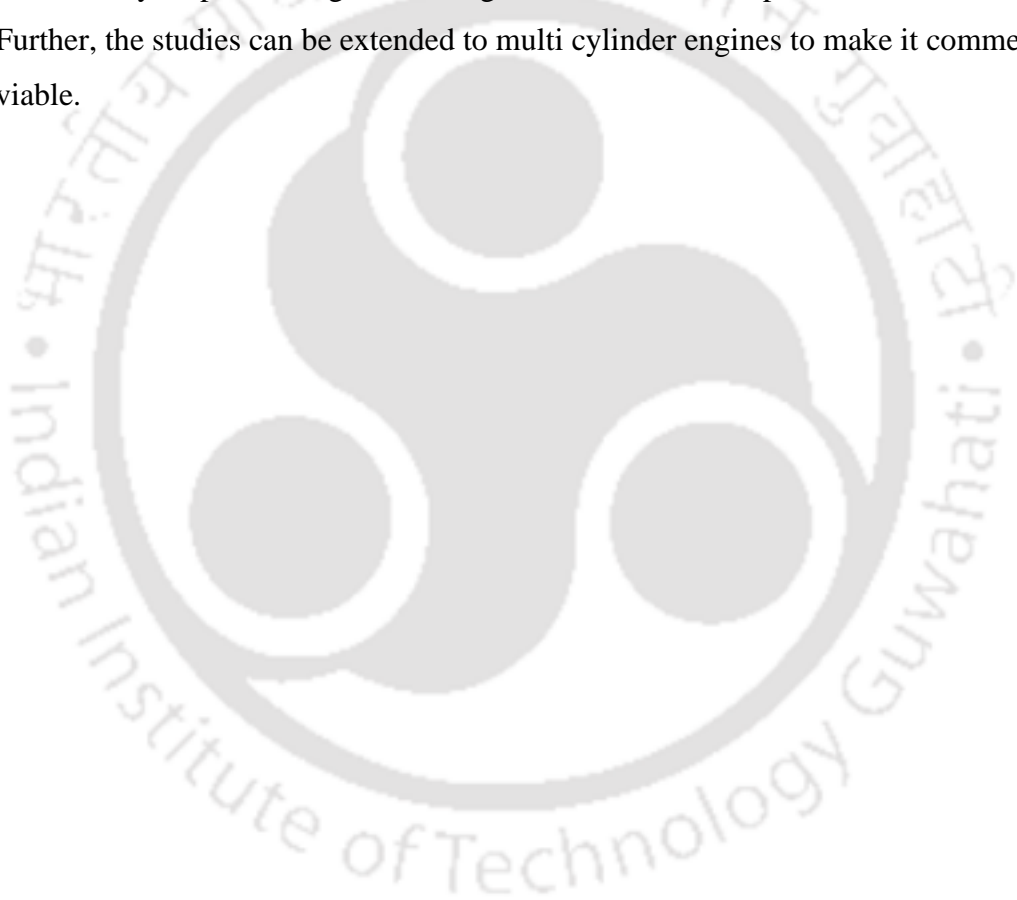 Further, the studies can be extended to multi cylinder engines to make it comme
viable.
भारतीय
गुवाहाटी
• Indian Institute of Technology Guwahati •